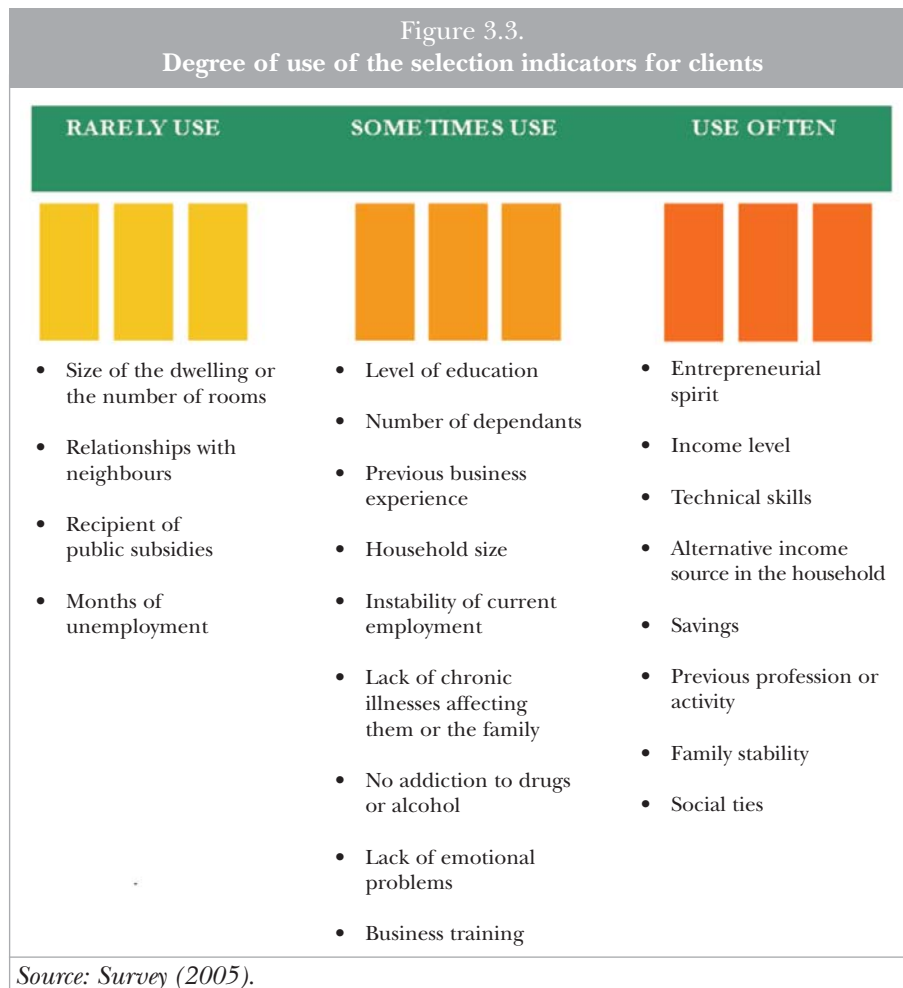 Figure 3.3.
Degree of use of the selection indicators for clients
RARELY USE
SOMETIMES USE
USE OFTEN
• Size of the dwelling or
the number of rooms
• Relationships with
neighbours
• Recipient of
public subsidies
• Months of
unemployment
• Level of education
• Number of dependants
• Previous business
experience
• Household size
• Instability of current
employment
• Lack of chronic
illnesses affecting
them or the family
• No addiction to drugs
or alcohol
• Lack of emotional
problems
• Business training
• Entrepreneurial
spirit
• Income level
• Technical skills
• Alternative income
source in the household
• Savings
• Previous profession or
activity
• Family stability
• Social ties
Source: Survey (2005).